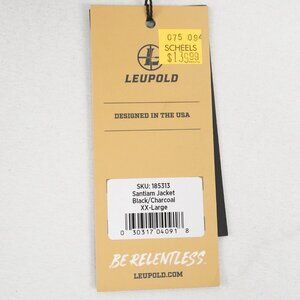 075 094
SCHEELS
$139.99
LEUPOLD
DESIGNED IN THE USA
SKU: 185313
Santiam Jacket
Black/Charcoal
XX-Large
0 30317 04091 8
BE RELENTLESS
LEUPOLD.COM